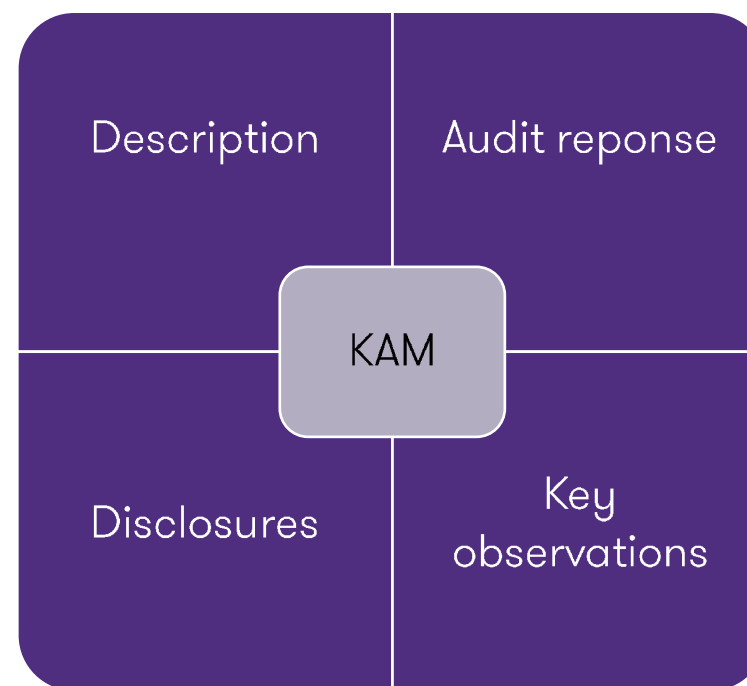 Description
Audit reponse
KAM
Disclosures
Key
observations